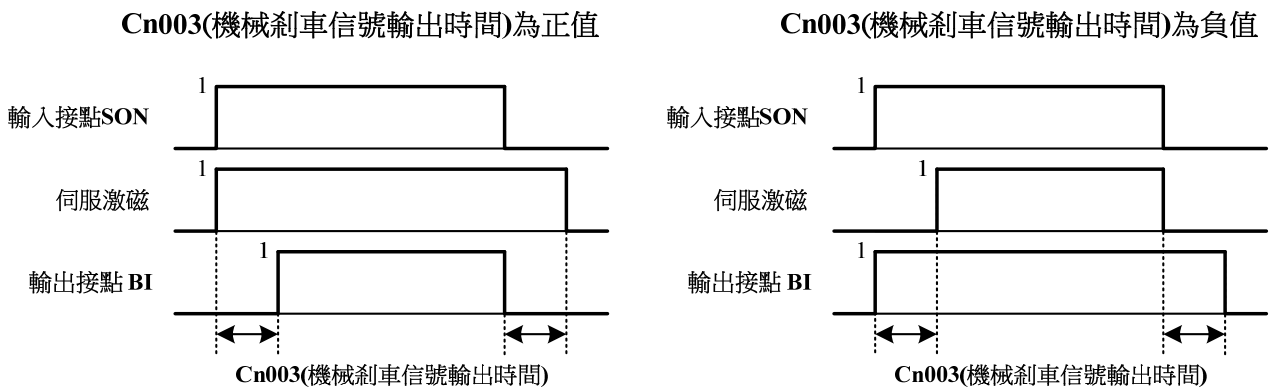 Cn003(機械剎車信號輸出時間)為正值
1
輸入接點SON
1
伺服激磁
1
輸出接點 BI
Cn003(機械剎車信號輸出時間)
Cn003(機械剎車信號輸出時間)為負值
1
輸入接點SON
1
伺服激磁
1
輸出接點 BI
Cn003(機械剎車信號輸出時間)